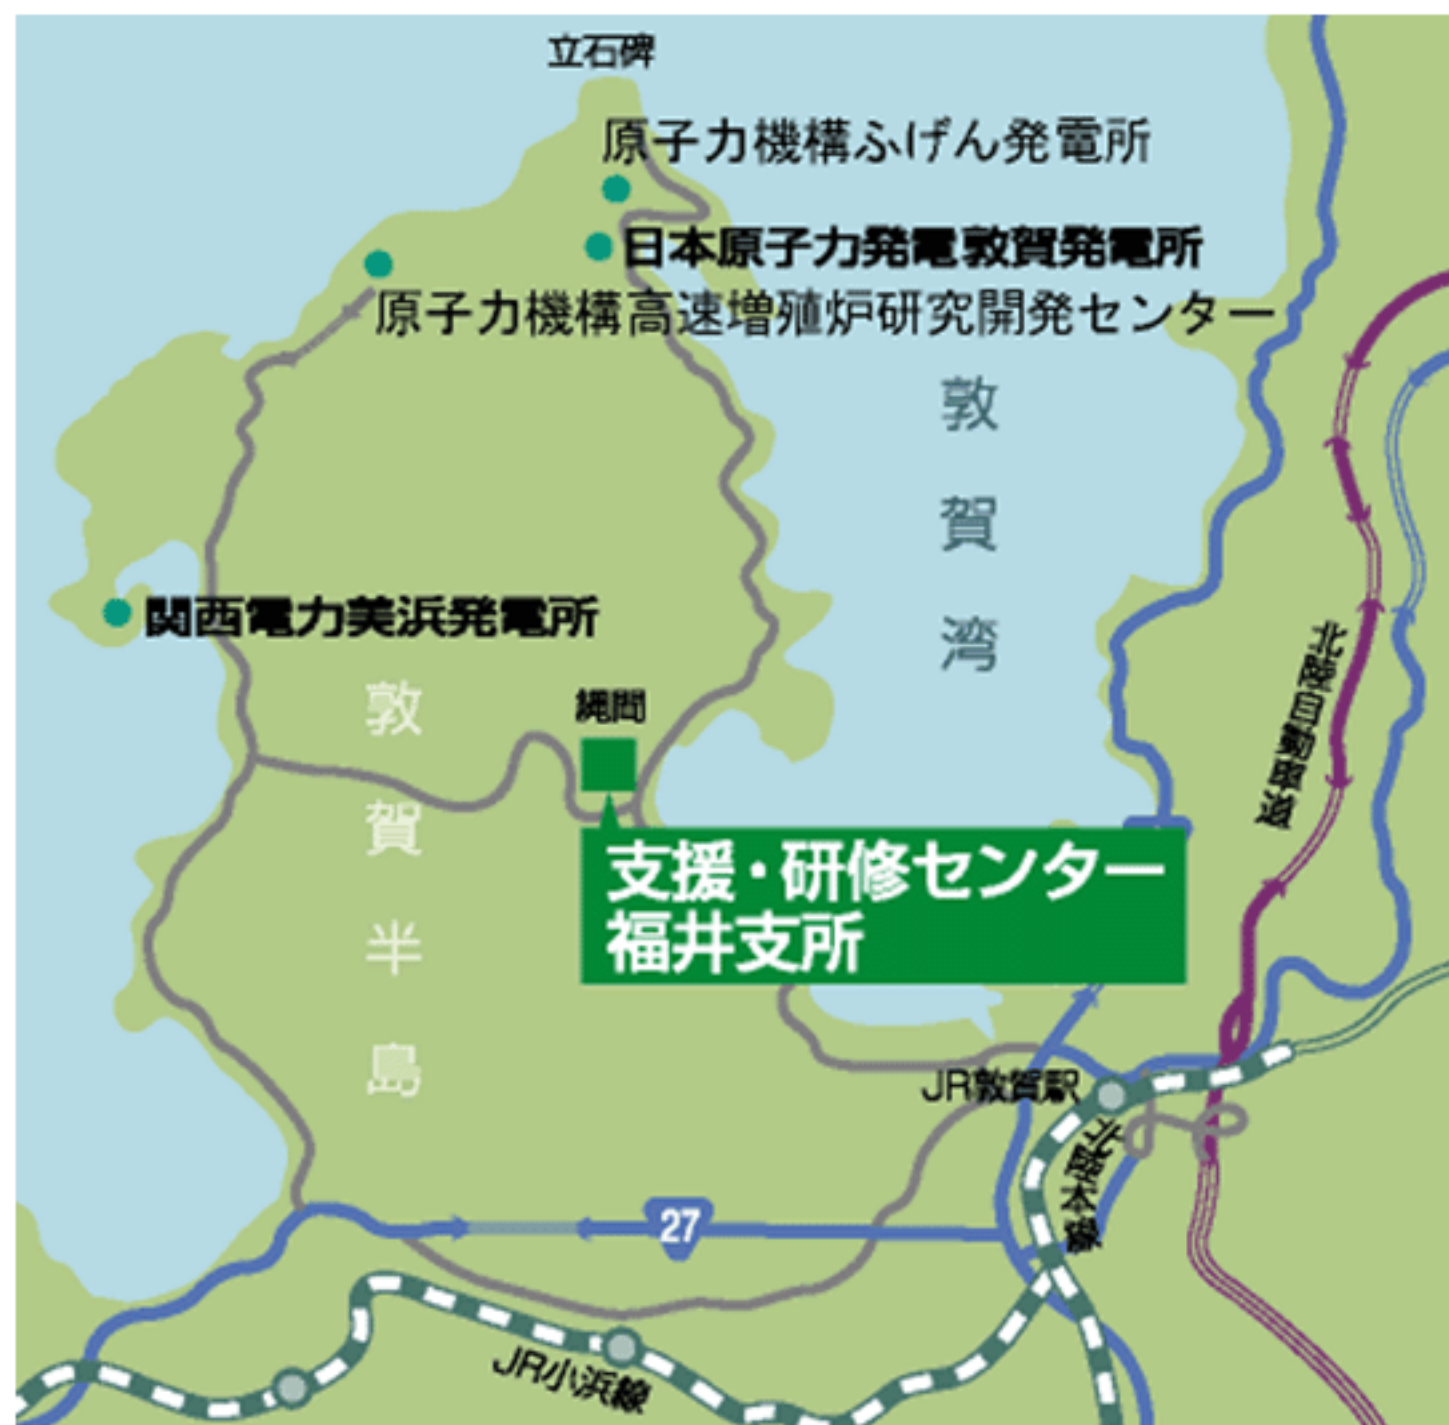 立石碑
原子力機構ふげん発電所
日本原子力発電敦賀発電所
原子力機構高速増殖炉研究開発センター
敦賀湾
関西電力美浜発電所
敦賀半島
縄間
支援・研修センター
福井支所
北陸自動車道
JR敦賀駅
北陸本線
27
JR小浜線